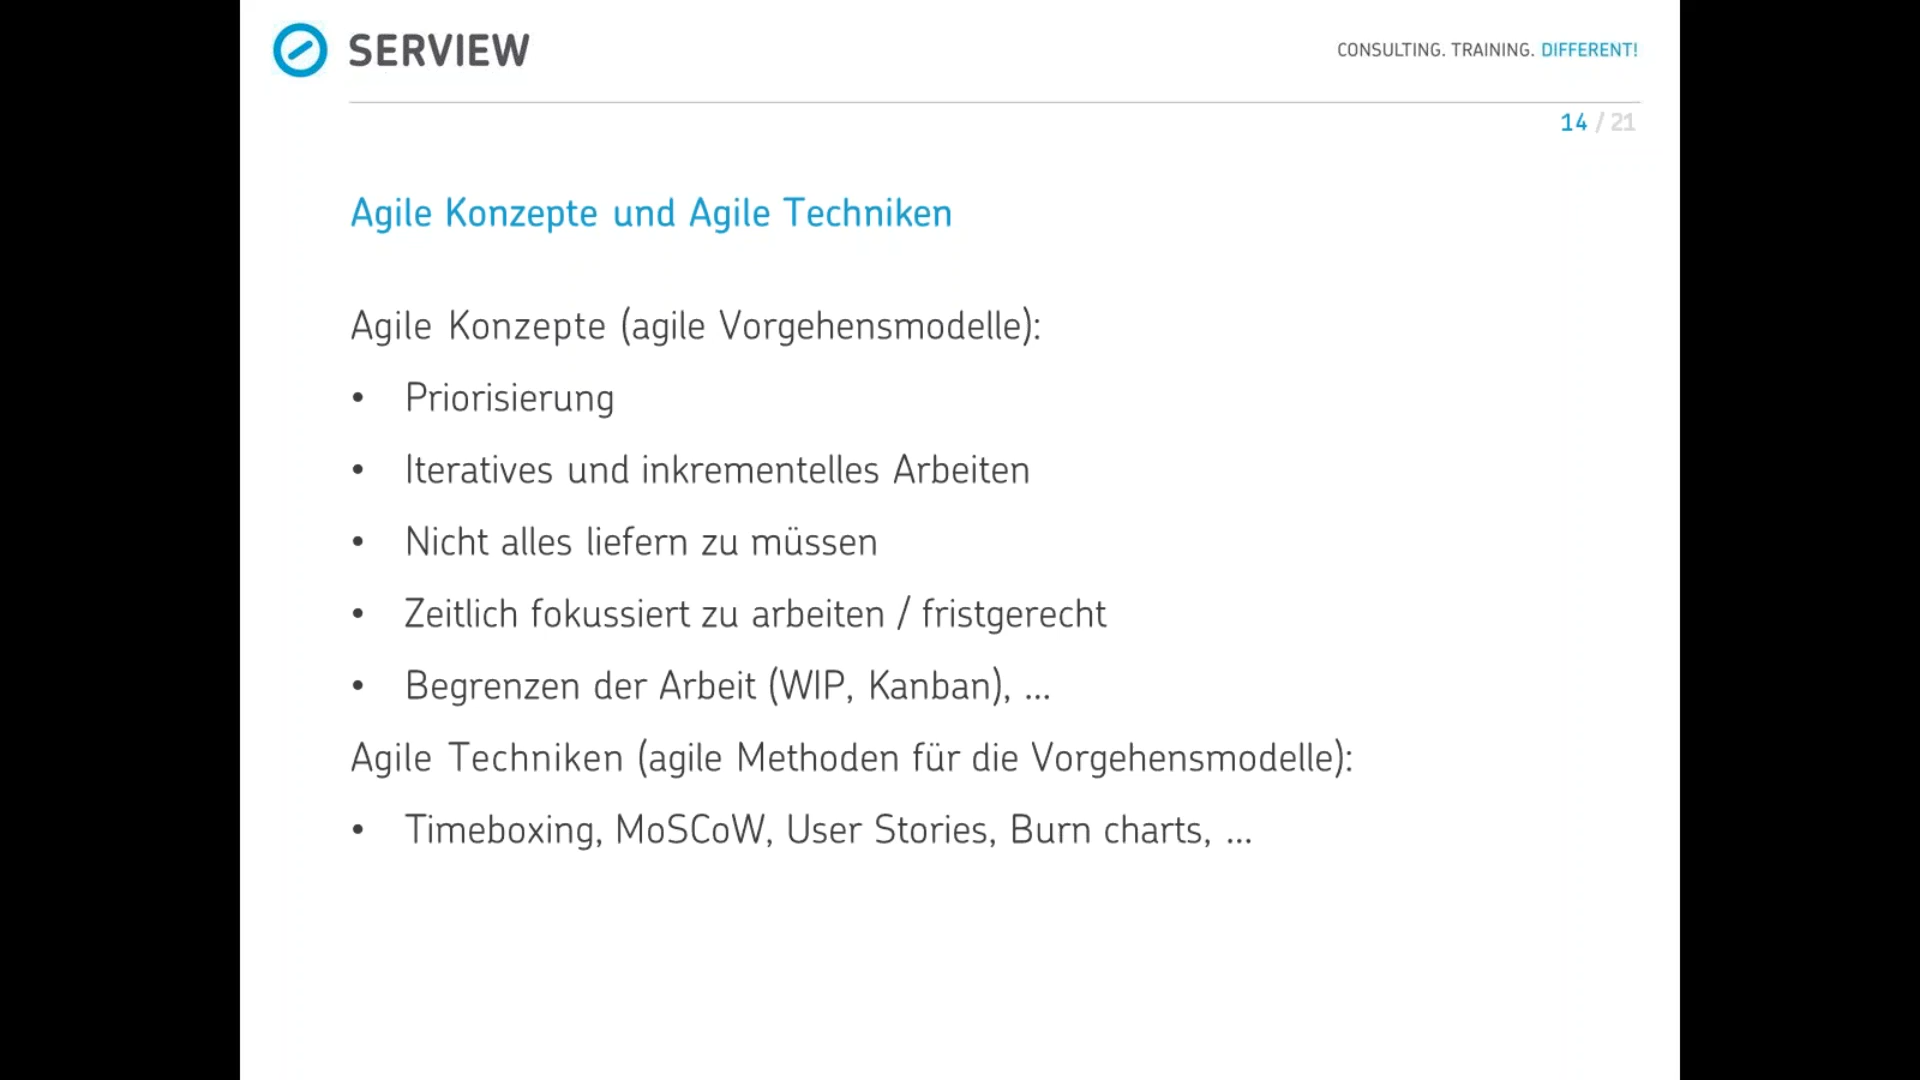 SERVIEW
CONSULTING. TRAINING. DIFFERENT!
14 / 21
Agile Konzepte und Agile Techniken
Agile Konzepte (agile Vorgehensmodelle):
• Priorisierung
• Iteratives und inkrementelles Arbeiten
• Nicht alles liefern zu müssen
• Zeitlich fokussiert zu arbeiten / fristgerecht
• Begrenzen der Arbeit (WIP, Kanban), ...
Agile Techniken (agile Methoden für die Vorgehensmodelle):
• Timeboxing, MoSCoW, User Stories, Burn charts, ...